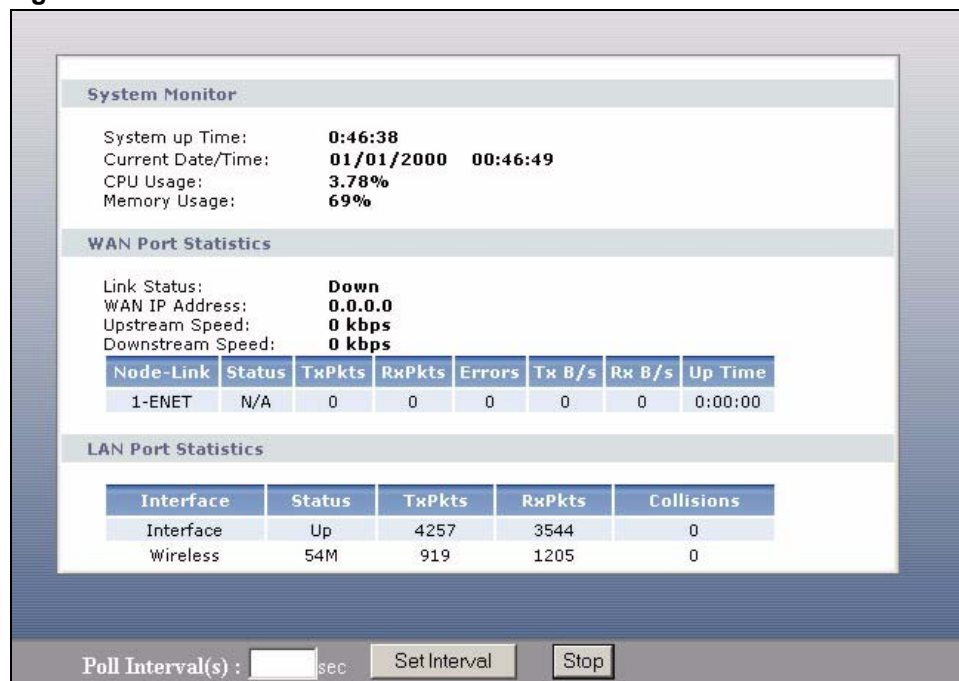 System Monitor
System up Time: 0:46:38
Current Date/Time: 01/01/2000 00:46:49
CPU Usage: 3.78%
Memory Usage: 69%
WAN Port Statistics
Link Status: Down
WAN IP Address: 0.0.0.0
Upstream Speed: 0 kbps
Downstream Speed: 0 kbps
Node-Link Status TxPkts RxPkts Errors Tx B/s Rx B/s Up Time
1-ENET N/A 0 0 0 0 0 0:00:00
LAN Port Statistics
Interface Status TxPkts RxPkts Collisions
Interface Up 4257 3544 0
Wireless 54M 919 1205 0
Poll Interval(s) : sec Set Interval Stop